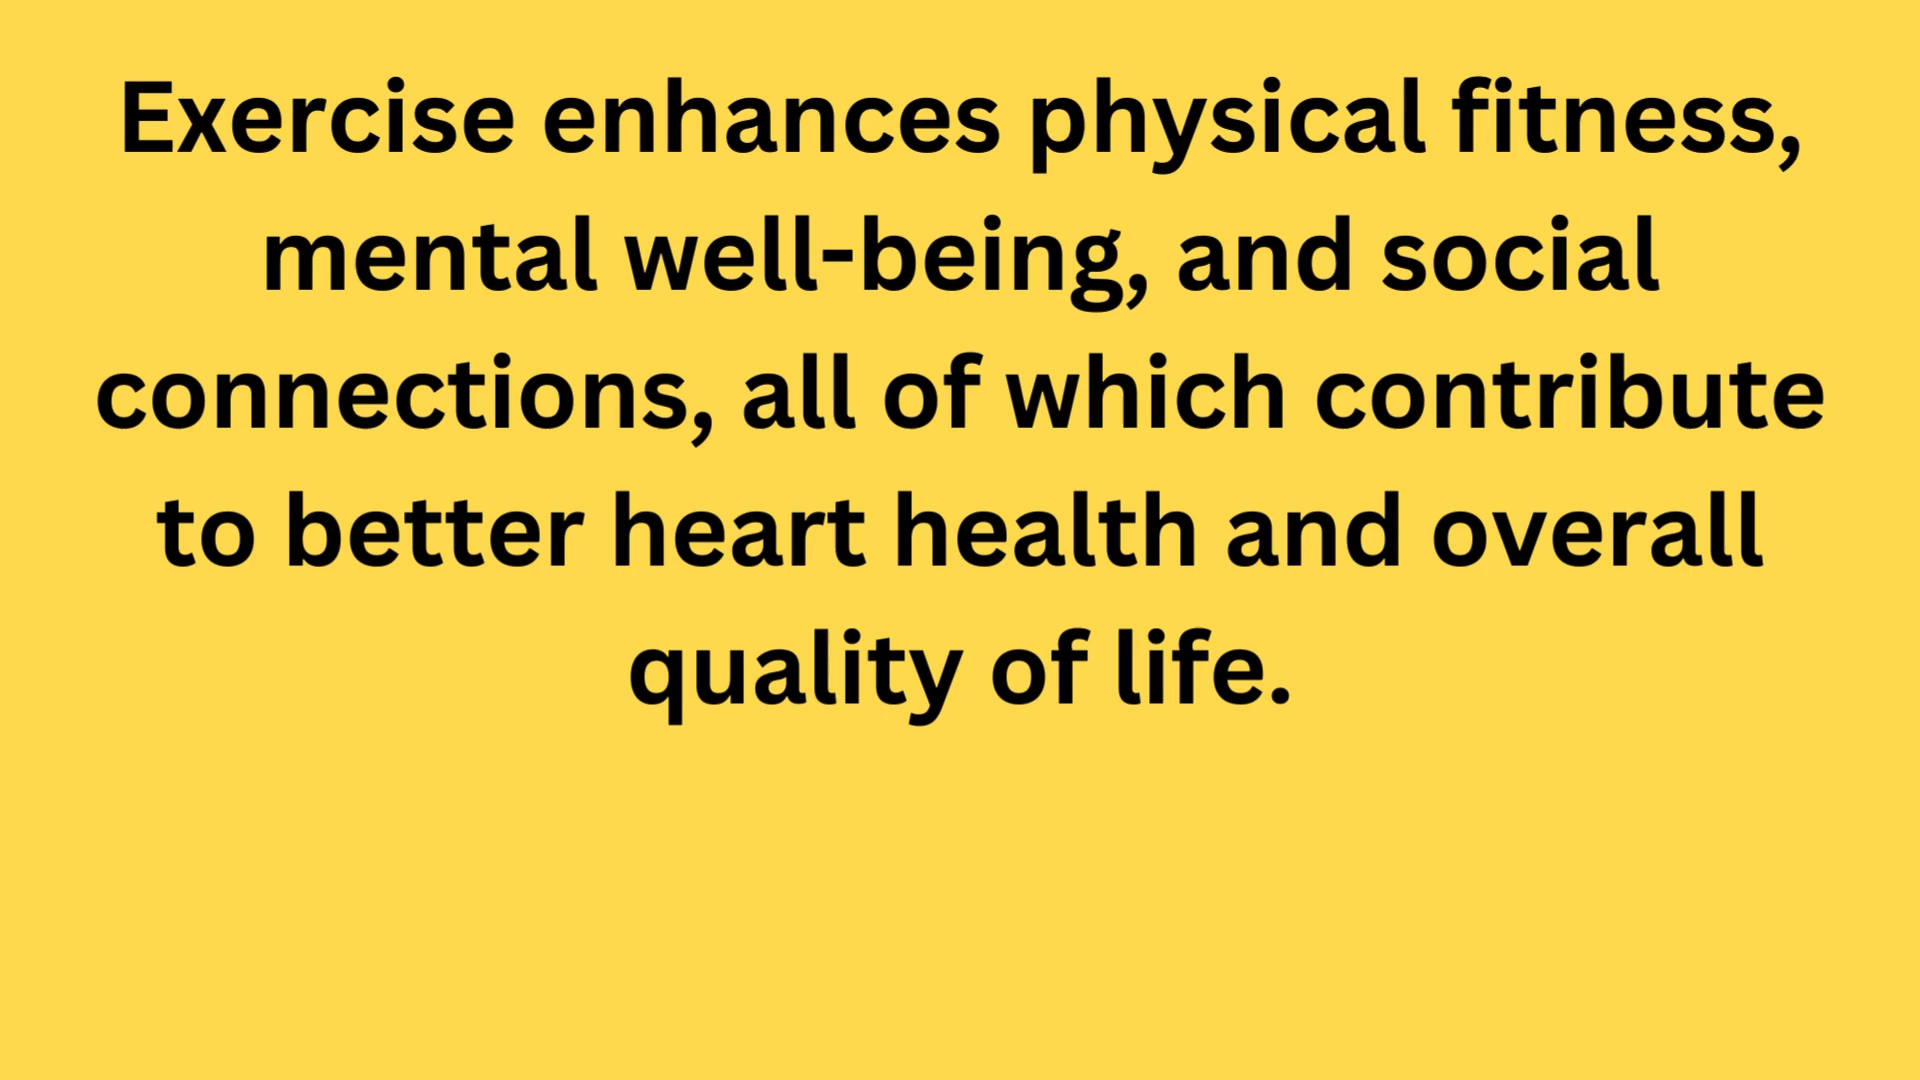 Exercise enhances physical fitness,
mental well-being, and social
connections, all of which contribute
to better heart health and overall
quality of life.